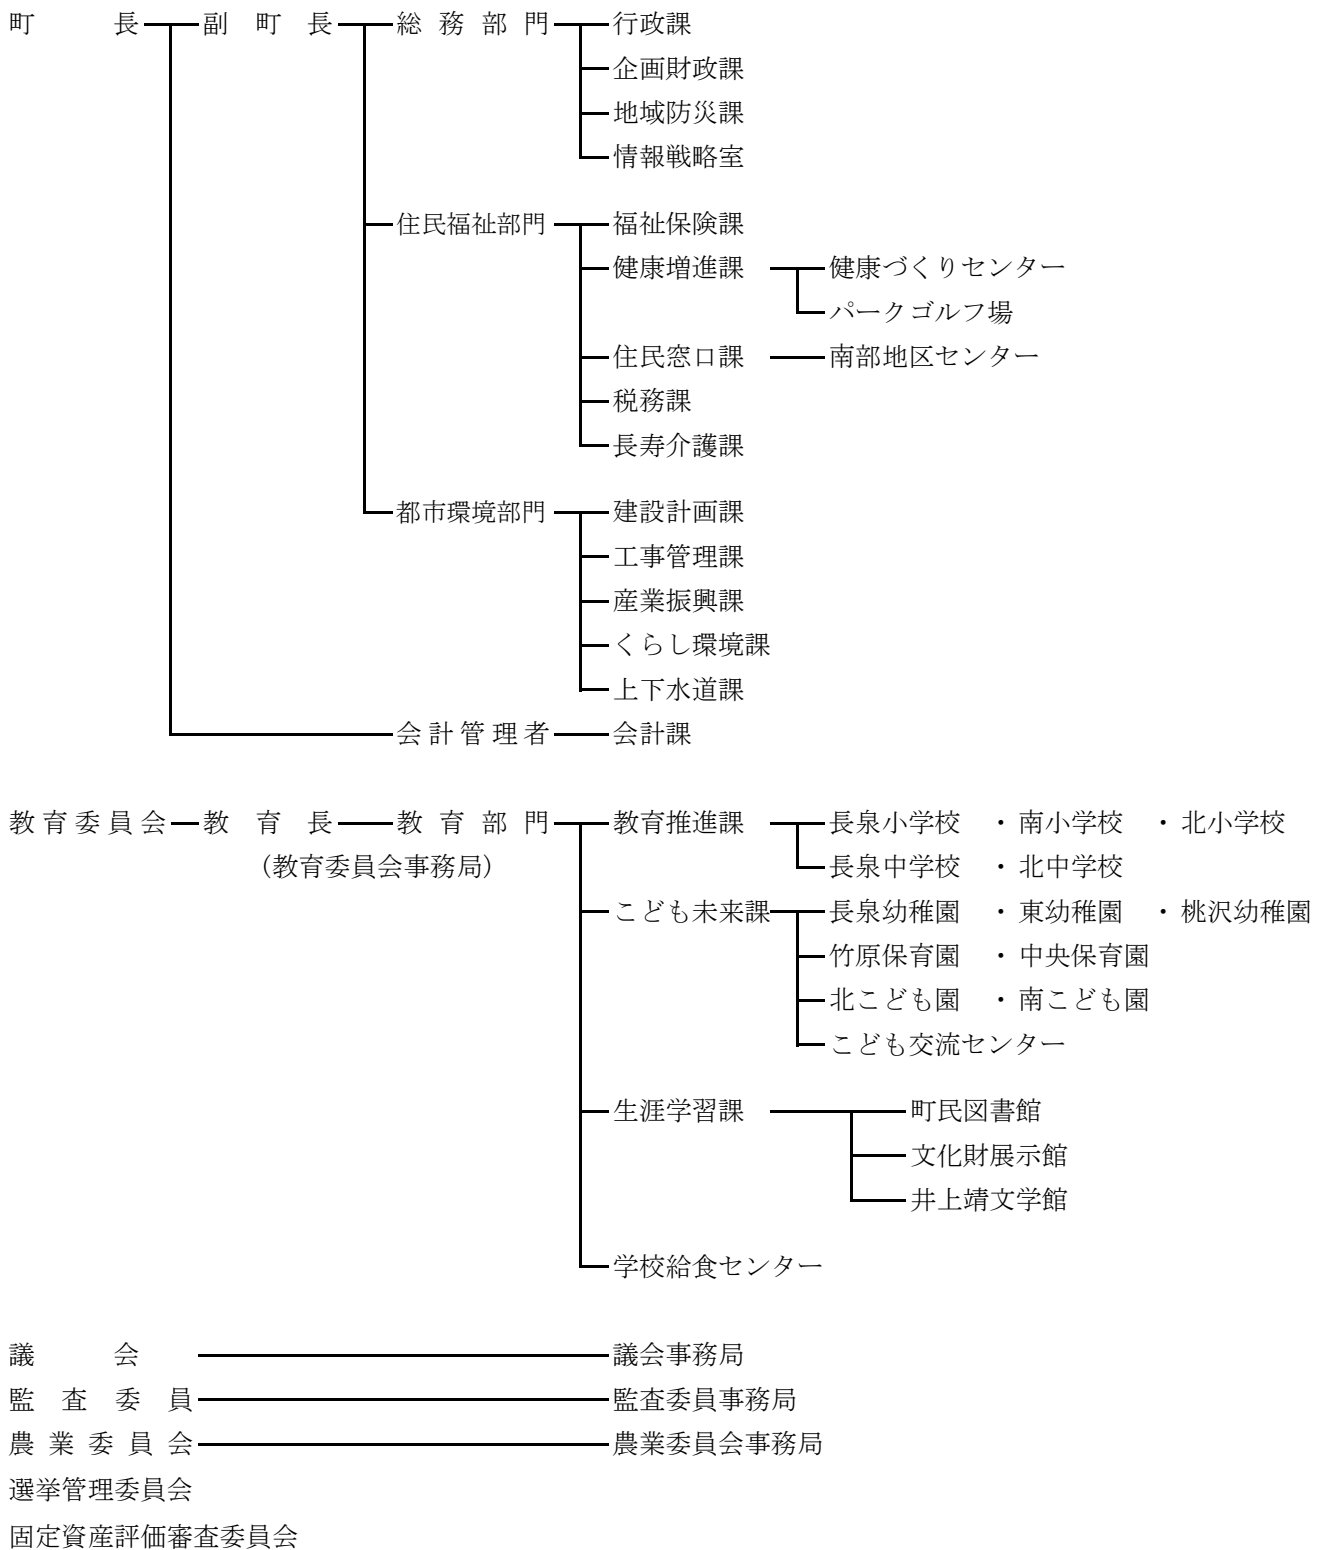 町長 副町長 総務部門 行政課
企画財政課
地域防災課
情報戦略室
住民福祉部門 福祉保険課
健康増進課 健康づくりセンター
パークゴルフ場
住民窓口課 南部地区センター
税務課
長寿介護課
都市環境部門 建設計画課
工事管理課
産業振興課
くらし環境課
上下水道課
会計管理者 会計課
教育委員会 教育長 教育部門 教育推進課 長泉小学校 ・南小学校 ・北小学校
(教育委員会事務局) 長泉中学校 ・北中学校
こども未来課 長泉幼稚園 ・東幼稚園 ・桃沢幼稚園
竹原保育園 ・中央保育園
北こども園 ・南こども園
こども交流センター
生涯学習課 町民図書館
文化財展示館
井上靖文学館
学校給食センター
議会 議会事務局
監査委員 監査委員事務局
農業委員会 農業委員会事務局
選挙管理委員会
固定資産評価審査委員会